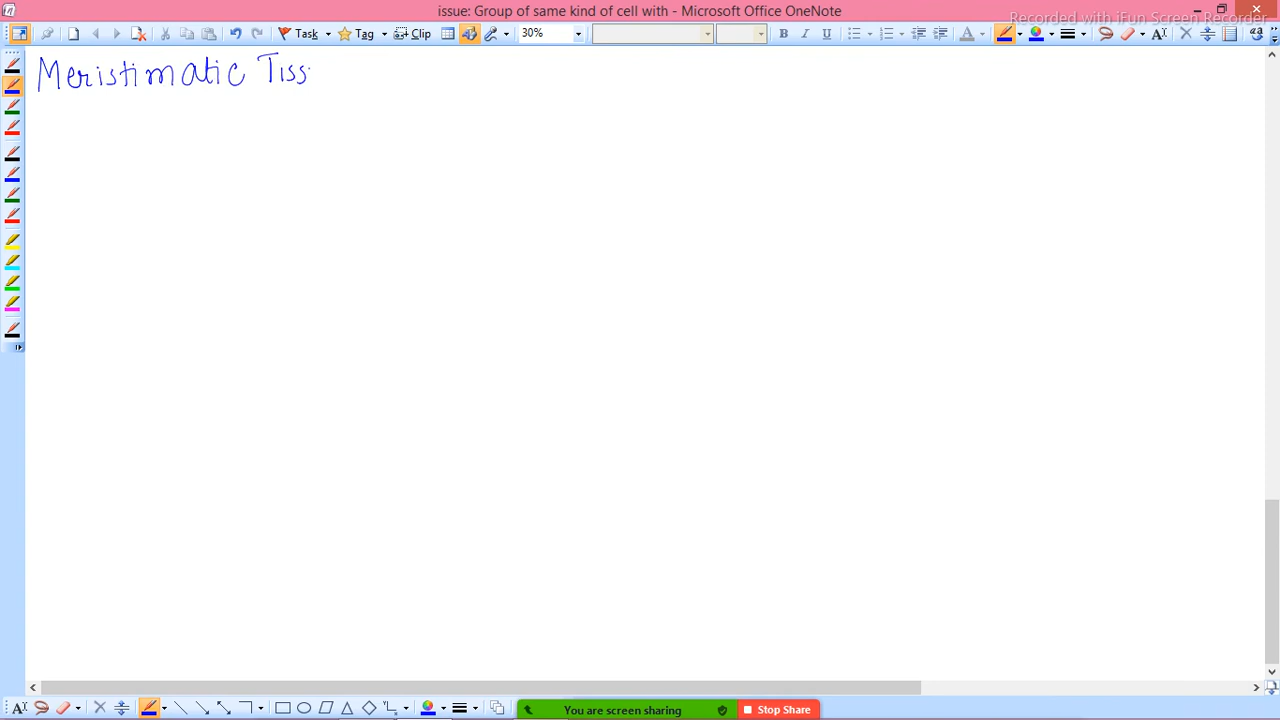 issue: Group of same kind of cell with - Microsoft Office OneNote
Recorded with iFun Screen Recorder
Task Tag Clip 30% B I U A
Meristimatic Tiss
You are screen sharing Stop Share